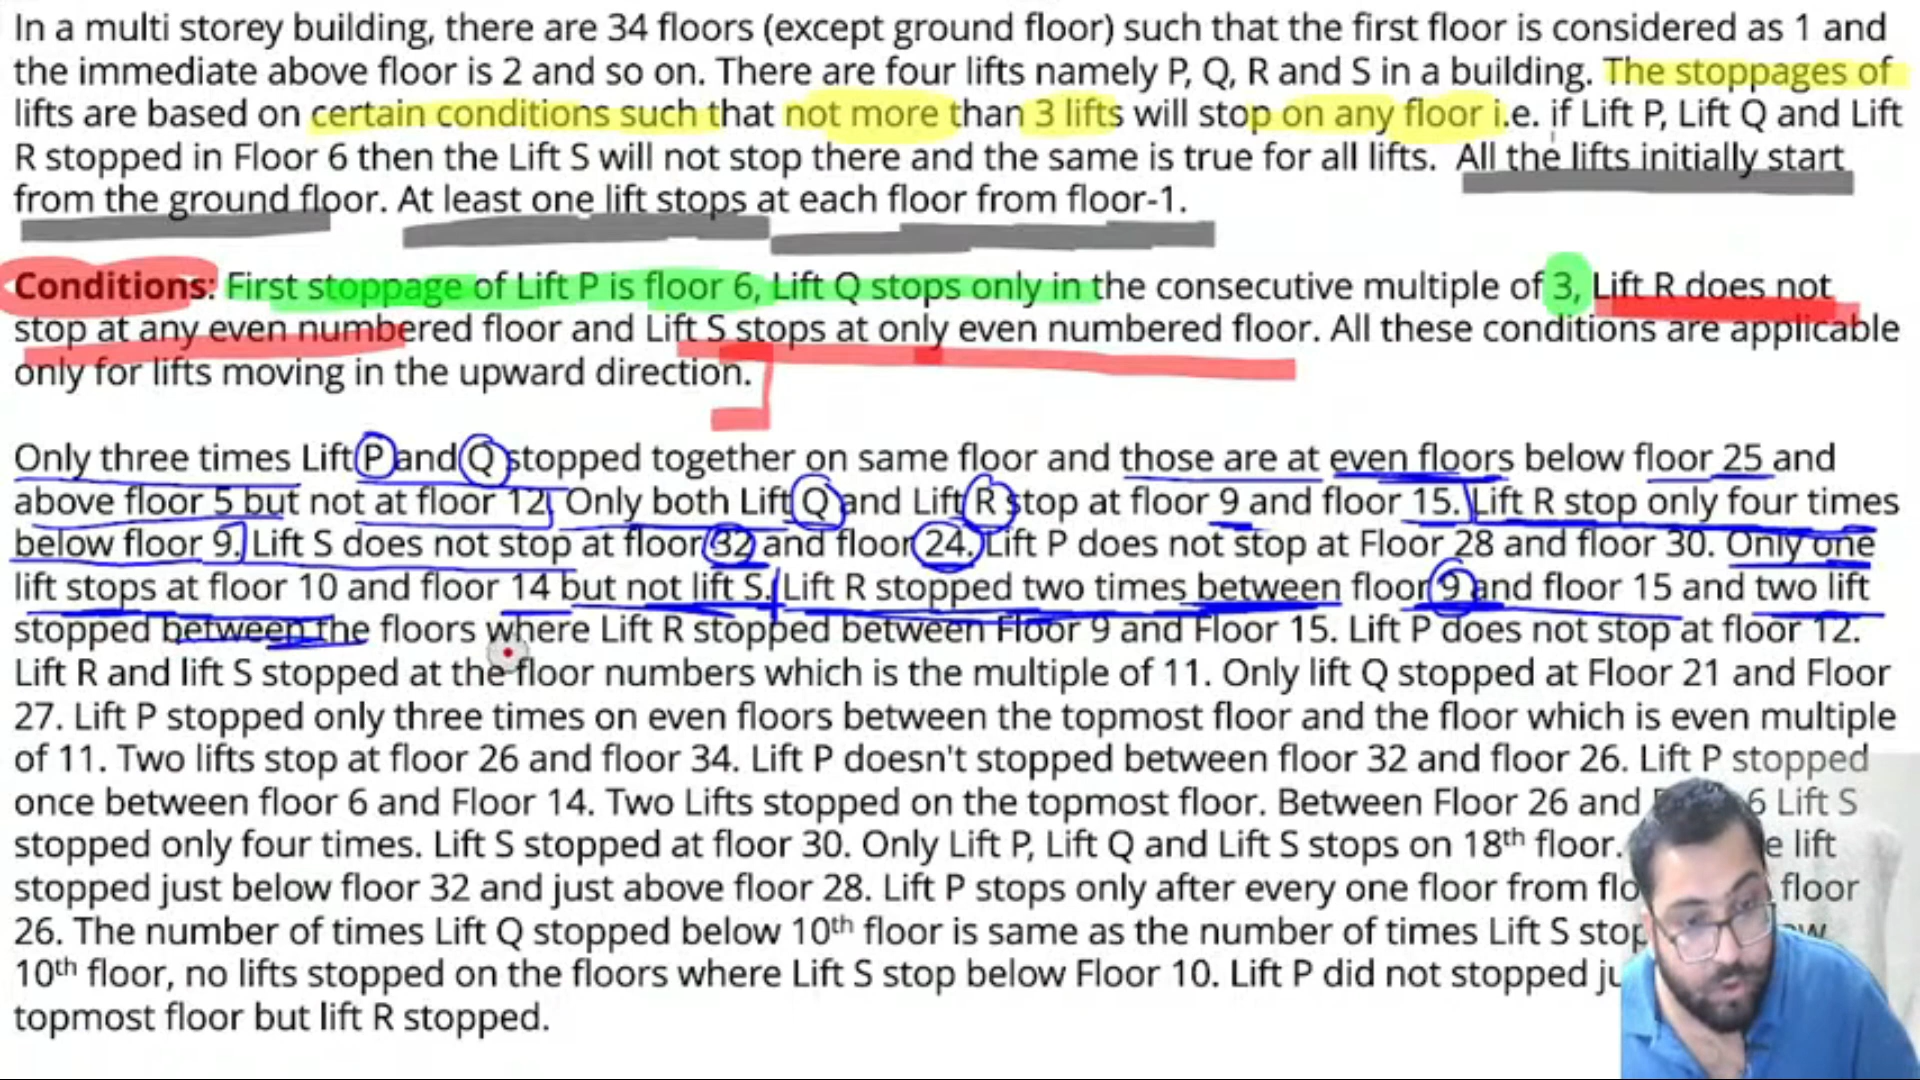 In a multi storey building, there are 34 floors (except ground floor) such that the first floor is considered as 1 and
the immediate above floor is 2 and so on. There are four lifts namely P, Q, R and S in a building. The stoppages of
lifts are based on certain conditions such that not more than 3 lifts will stop on any floor i.e. if Lift P, Lift Q and Lift
R stopped in Floor 6 then the Lift S will not stop there and the same is true for all lifts. All the lifts initially start
from the ground floor. At least one lift stops at each floor from floor-1.
Conditions: First stoppage of Lift P is floor 6, Lift Q stops only in the consecutive multiple of 3, Lift R does not
stop at any even numbered floor and Lift S stops at only even numbered floor. All these conditions are applicable
only for lifts moving in the upward direction.
Only three times Lift P and Q stopped together on same floor and those are at even floors below floor 25 and
above floor 5 but not at floor 12. Only both Lift Q and Lift R stop at floor 9 and floor 15. Lift R stop only four times
below floor 9. Lift S does not stop at floor 32 and floor 24. Lift P does not stop at Floor 28 and floor 30. Only one
lift stops at floor 10 and floor 14 but not lift S. Lift R stopped two times between floor 9 and floor 15 and two lift
stopped between the floors where Lift R stopped between Floor 9 and Floor 15. Lift P does not stop at floor 12.
Lift R and lift S stopped at the floor numbers which is the multiple of 11. Only lift Q stopped at Floor 21 and Floor
27. Lift P stopped only three times on even floors between the topmost floor and the floor which is even multiple
of 11. Two lifts stop at floor 26 and floor 34. Lift P doesn't stopped between floor 32 and floor 26. Lift P stopped
once between floor 6 and Floor 14. Two Lifts stopped on the topmost floor. Between Floor 26 and 6 Lift S
stopped only four times. Lift S stopped at floor 30. Only Lift P, Lift Q and Lift S stops on 18th floor. lift
stopped just below floor 32 and just above floor 28. Lift P stops only after every one floor from floor
26. The number of times Lift Q stopped below 10th floor is same as the number of times Lift S
10th floor, no lifts stopped on the floors where Lift S stop below Floor 10. Lift P did not stopped
topmost floor but lift R stopped.